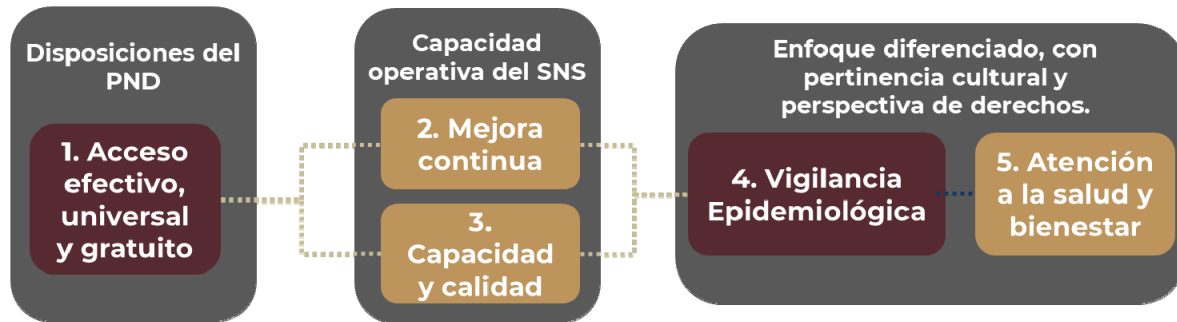 Disposiciones del
PND
1. Acceso
efectivo,
universal
y gratuito
Capacidad
operativa del SNS
2. Mejora
continua
3.
Capacidad
y calidad
Enfoque diferenciado, con
pertinencia cultural y
perspectiva de derechos.
4. Vigilancia
Epidemiológica
5. Atención
a la salud y
bienestar